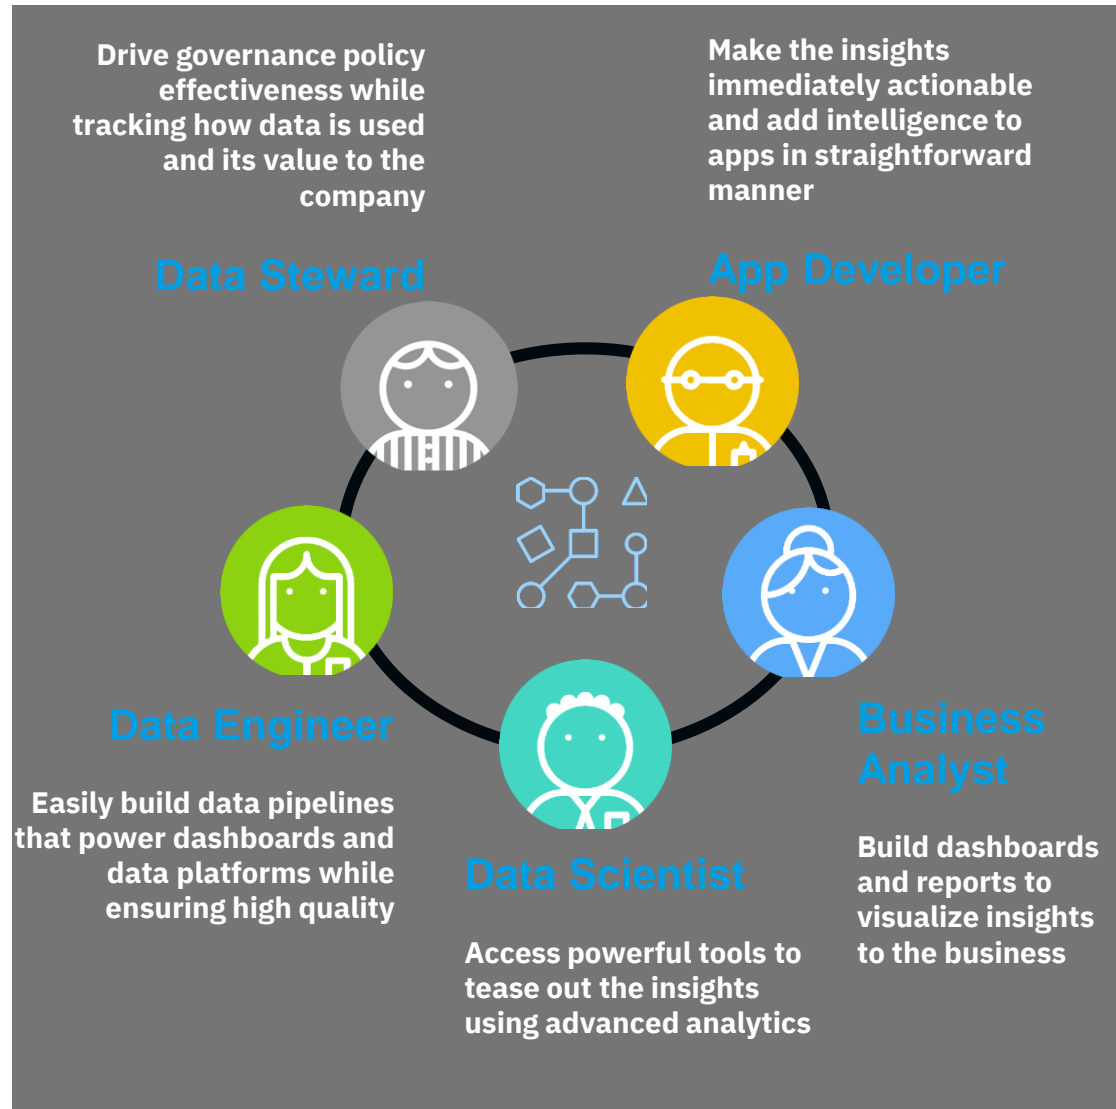 Drive governance policy
effectiveness while
tracking how data is used
and its value to the
company
Data Steward
Make the insights
immediately actionable
and add intelligence to
apps in straightforward
manner
App Developer
Data Engineer
Easily build data pipelines
that power dashboards and
data platforms while
ensuring high quality
Data Scientist
Access powerful tools to
tease out the insights
using advanced analytics
Business
Analyst
Build dashboards
and reports to
visualize insights
to the business